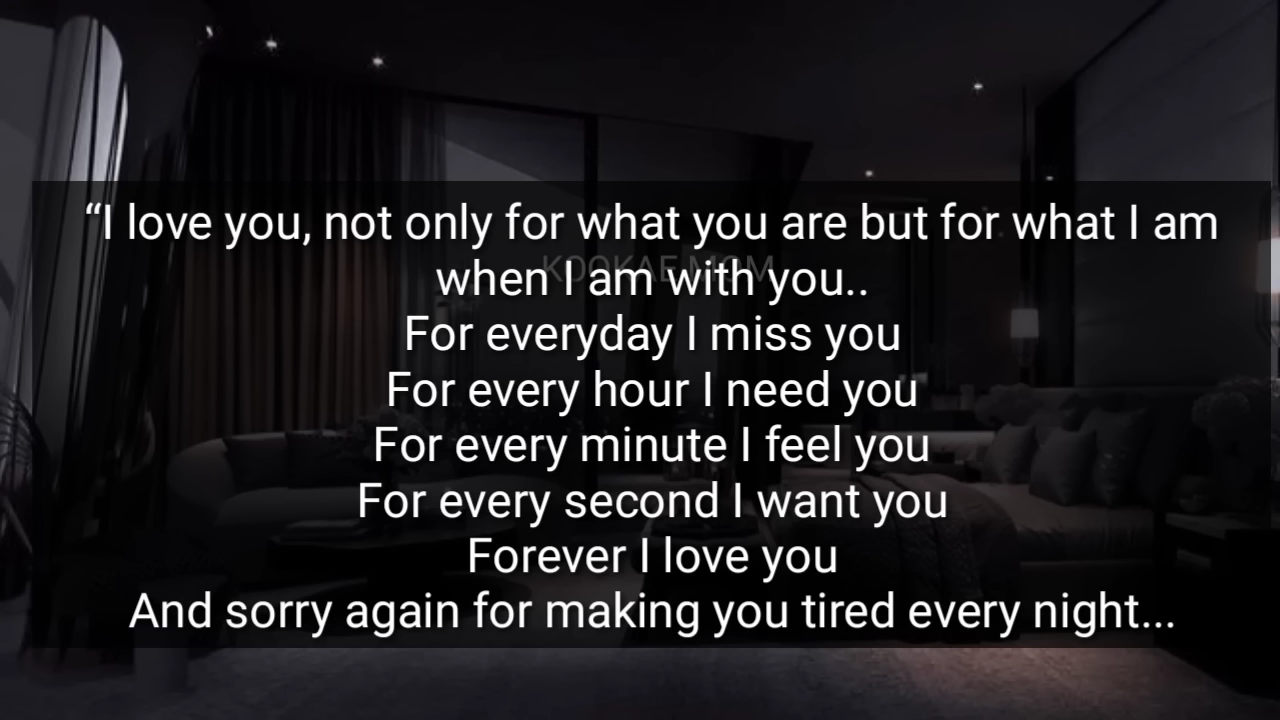 “I love you, not only for what you are but for what I am
when I am with you..
For everyday I miss you
For every hour I need you
For every minute I feel you
For every second I want you
Forever I love you
And sorry again for making you tired every night...
KOOKAE MOM